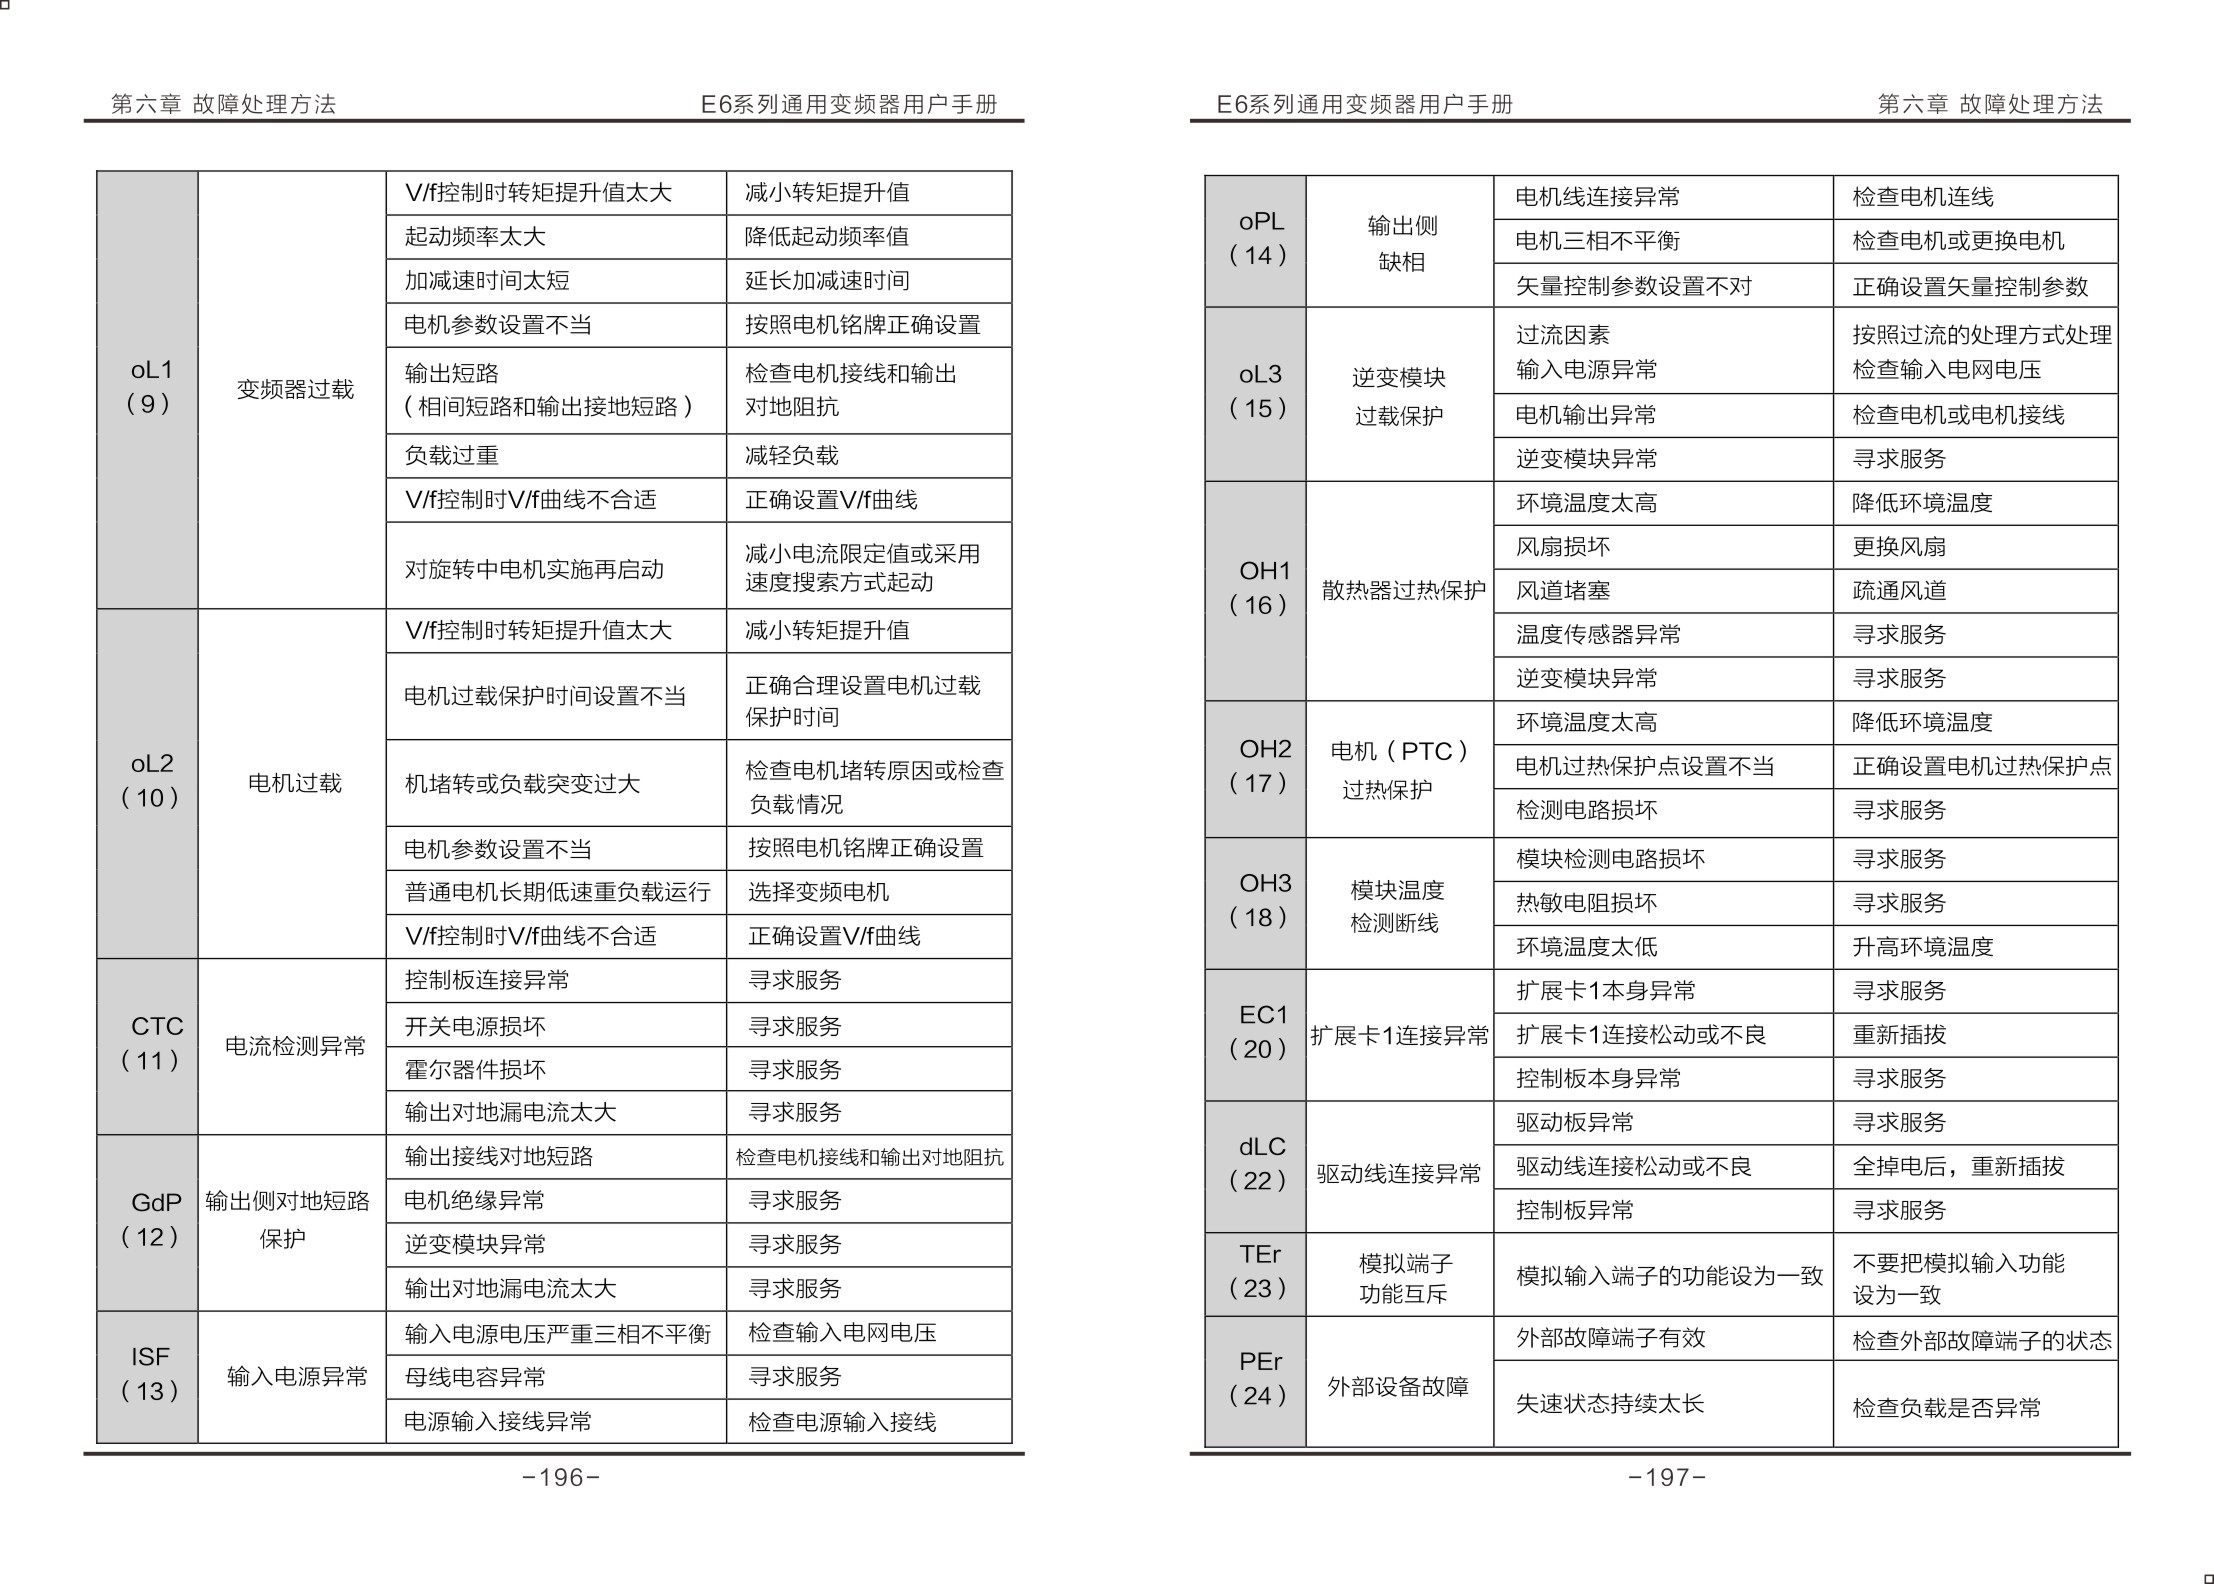 第六章 故障处理方法
E6系列通用变频器用户手册
oL1
（9）
变频器过载
V/f控制时转矩提升值太大
减小转矩提升值
起动频率太大
降低起动频率值
加减速时间太短
延长加减速时间
电机参数设置不当
按照电机铭牌正确设置
输出短路
（相间短路和输出接地短路）
检查电机接线和输出
对地阻抗
负载过重
减轻负载
V/f控制时V/f曲线不合适
正确设置V/f曲线
对旋转中电机实施再启动
减小电流限定值或采用
速度搜索方式起动
oL2
（10）
电机过载
V/f控制时转矩提升值太大
减小转矩提升值
电机过载保护时间设置不当
正确合理设置电机过载
保护时间
机堵转或负载突变过大
检查电机堵转原因或检查
负载情况
电机参数设置不当
按照电机铭牌正确设置
普通电机长期低速重负载运行
选择变频电机
V/f控制时V/f曲线不合适
正确设置V/f曲线
CTC
（11）
电流检测异常
控制板连接异常
寻求服务
开关电源损坏
寻求服务
霍尔器件损坏
寻求服务
输出对地漏电流太大
寻求服务
GdP
（12）
输出侧对地短路
保护
输出接线对地短路
检查电机接线和输出对地阻抗
电机绝缘异常
寻求服务
逆变模块异常
寻求服务
输出对地漏电流太大
寻求服务
ISF
（13）
输入电源异常
输入电源电压严重三相不平衡
检查输入电网电压
母线电容异常
寻求服务
电源输入接线异常
检查电源输入接线
-196-
E6系列通用变频器用户手册
第六章 故障处理方法
oPL
（14）
输出侧
缺相
电机线连接异常
检查电机连线
电机三相不平衡
检查电机或更换电机
矢量控制参数设置不对
正确设置矢量控制参数
oL3
（15）
逆变模块
过载保护
过流因素
输入电源异常
按照过流的处理方式处理
检查输入电网电压
电机输出异常
检查电机或电机接线
逆变模块异常
寻求服务
OH1
（16）
散热器过热保护
环境温度太高
降低环境温度
风扇损坏
更换风扇
风道堵塞
疏通风道
温度传感器异常
寻求服务
逆变模块异常
寻求服务
OH2
（17）
电机（PTC）
过热保护
环境温度太高
降低环境温度
电机过热保护点设置不当
正确设置电机过热保护点
检测电路损坏
寻求服务
OH3
（18）
模块温度
检测断线
模块检测电路损坏
寻求服务
热敏电阻损坏
寻求服务
环境温度太低
升高环境温度
EC1
（20）
扩展卡1连接异常
扩展卡1本身异常
寻求服务
扩展卡1连接松动或不良
重新插拔
控制板本身异常
寻求服务
dLC
（22）
驱动线连接异常
驱动板异常
寻求服务
驱动线连接松动或不良
全掉电后，重新插拔
控制板异常
寻求服务
TEr
（23）
模拟端子
功能互斥
模拟输入端子的功能设为一致
不要把模拟输入功能
设为一致
PEr
（24）
外部设备故障
外部故障端子有效
检查外部故障端子的状态
失速状态持续太长
检查负载是否异常
-197-